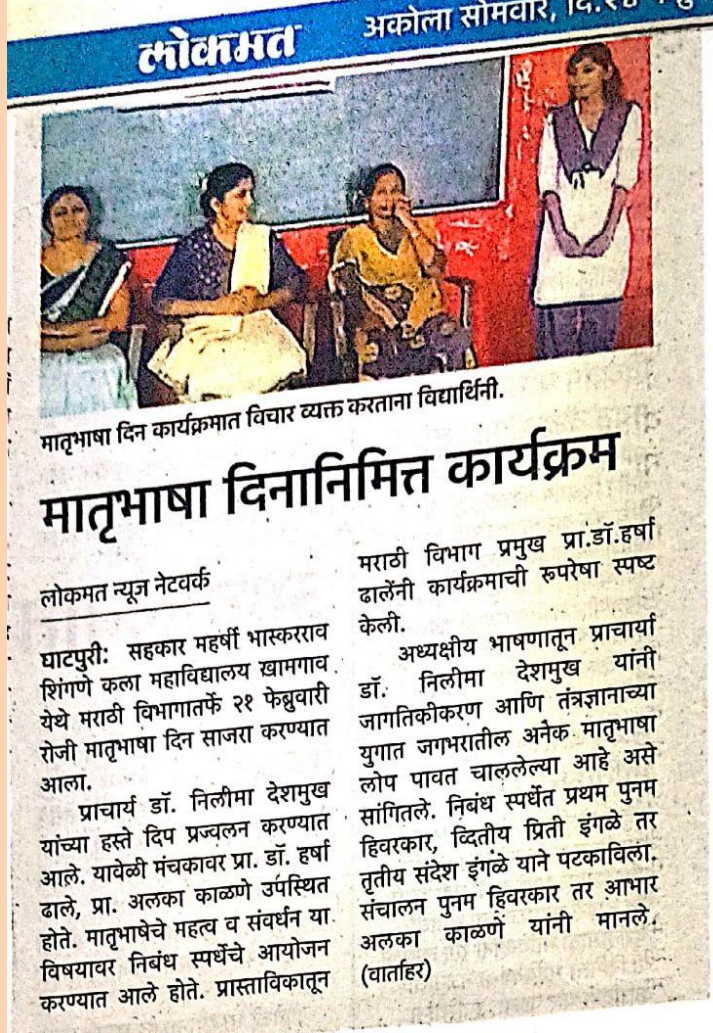 लोकमत
अकोला सोमवार, दि.२४
मातृभाषा दिन कार्यक्रमात विचार व्यक्त करताना विद्यार्थिनी.
मातृभाषा दिनानिमित्त कार्यक्रम
लोकमत न्यूज नेटवर्क
घाटपुरी: सहकार महर्षी भास्करराव
शिंगणे कला महाविद्यालय खामगाव
येथे मराठी विभागातर्फे २१ फेब्रुवारी
रोजी मातृभाषा दिन साजरा करण्यात
आला.
प्राचार्य डॉ. निलीमा देशमुख
यांच्या हस्ते दिप प्रज्वलन करण्यात
आले. यावेळी मंचकावर प्रा. डॉ. हर्षा
ढाले, प्रा. अलका काळणे उपस्थित
होते. मातृभाषेचे महत्व व संवर्धन या
विषयावर निबंध स्पर्धेचे आयोजन
करण्यात आले होते. प्रास्ताविकातून
मराठी विभाग प्रमुख प्रा.डॉ.हर्षा
ढालेंनी कार्यक्रमाची रूपरेषा स्पष्ट
केली.
अध्यक्षीय भाषणातून प्राचार्या
डॉ. निलीमा देशमुख यांनी
जागतिकीकरण आणि तंत्रज्ञानाच्या
युगात जगभरातील अनेक मातृभाषा
लोप पावत चाललेल्या आहे असे
सांगितले. निबंध स्पर्धेत प्रथम पुनम
हिवरकार, व्दितीय प्रिती इंगळे तर
तृतीय संदेश इंगळे याने पटकाविला.
संचालन पुनम हिवरकार तर आभार
अलका काळणे यांनी मानले.
(वार्ताहर)